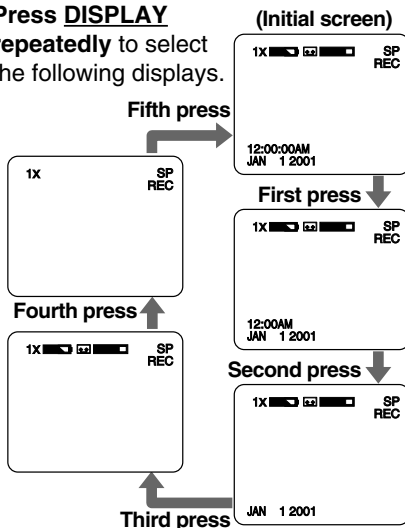 Press DISPLAY
repeatedly to select
the following displays.
(Initial screen)
1X SP
REC
12:00:00AM
JAN 1 2001
First press
1X SP
REC
12:00AM
JAN 1 2001
Second press
1X SP
REC
JAN 1 2001
Third press
1X SP
REC
Fourth press
1X SP
REC
Fifth press